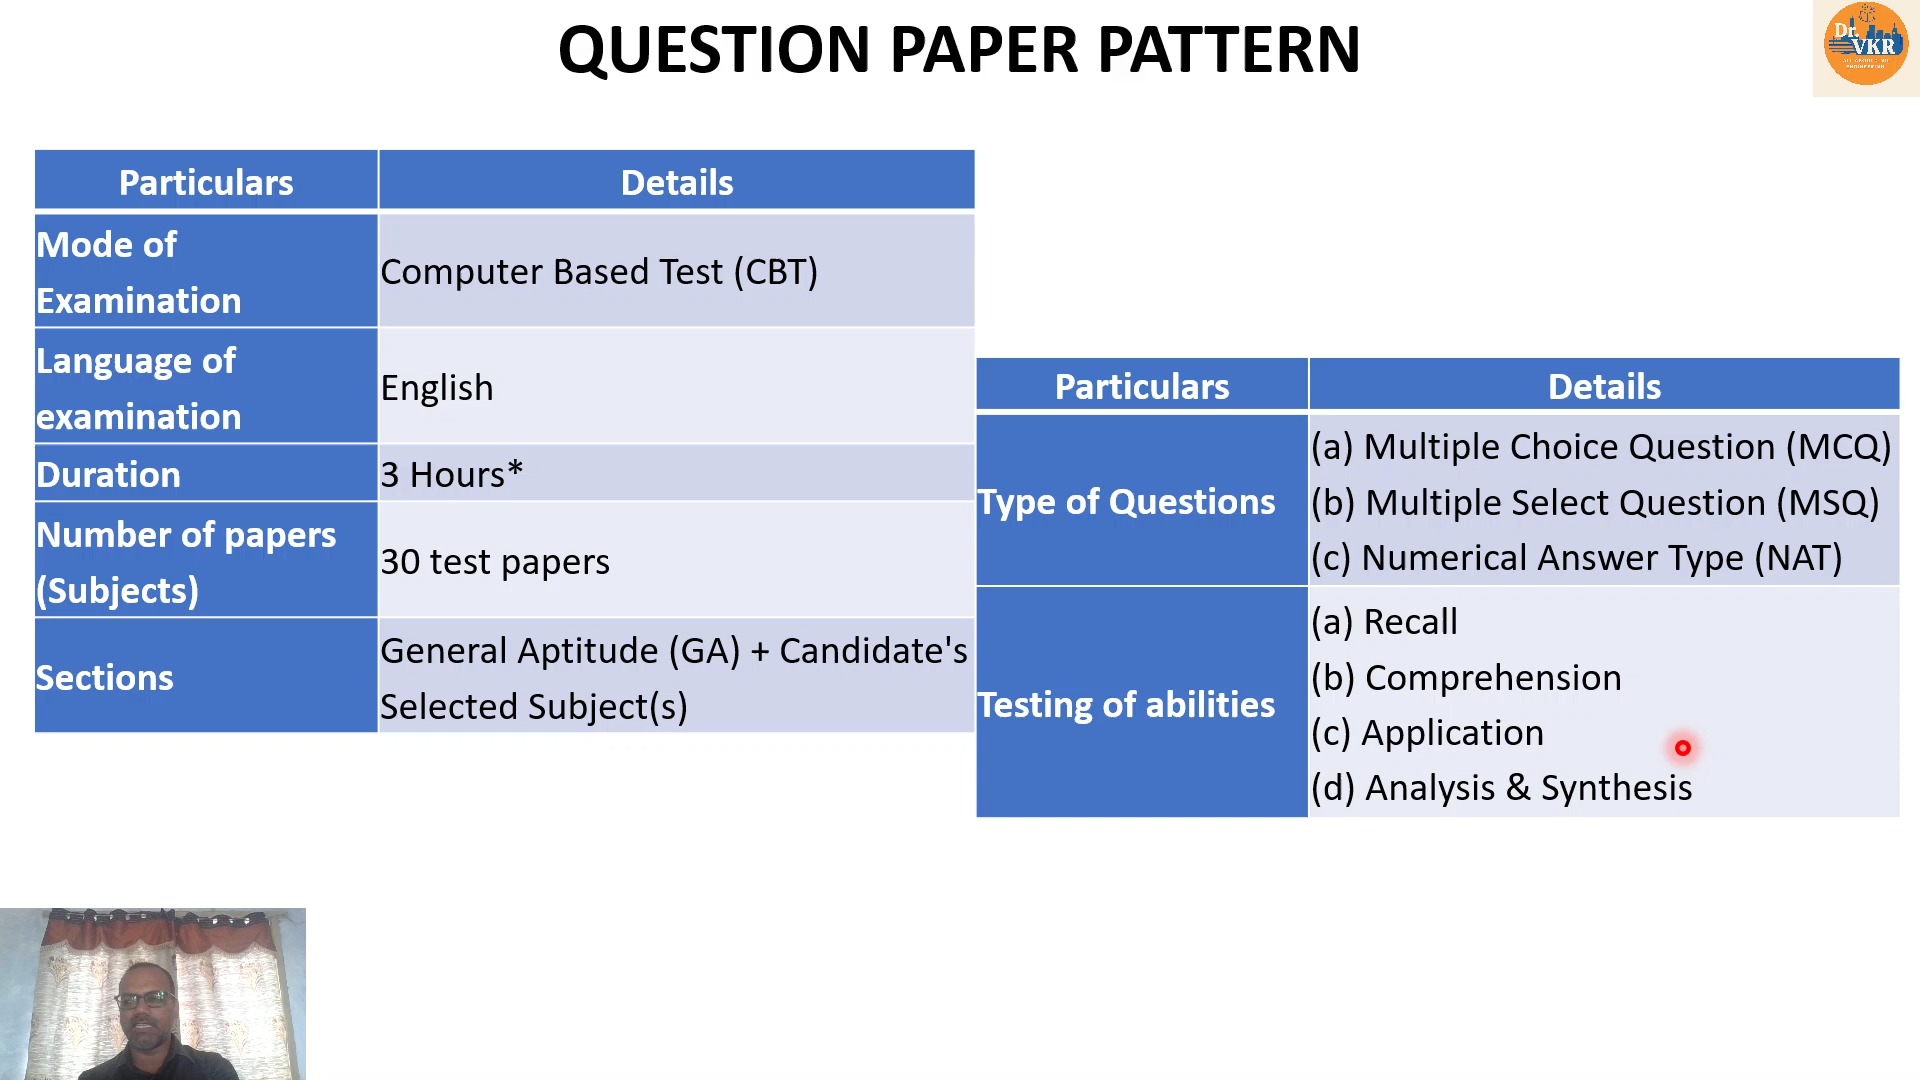 QUESTION PAPER PATTERN
Dr.
VKR
Particulars
Details
Mode of
Examination
Computer Based Test (CBT)
Language of
examination
English
Duration
3 Hours*
Number of papers
(Subjects)
30 test papers
Sections
General Aptitude (GA) + Candidate's
Selected Subject(s)
Particulars
Details
Type of Questions
(a) Multiple Choice Question (MCQ)
(b) Multiple Select Question (MSQ)
(c) Numerical Answer Type (NAT)
Testing of abilities
(a) Recall
(b) Comprehension
(c) Application
(d) Analysis & Synthesis